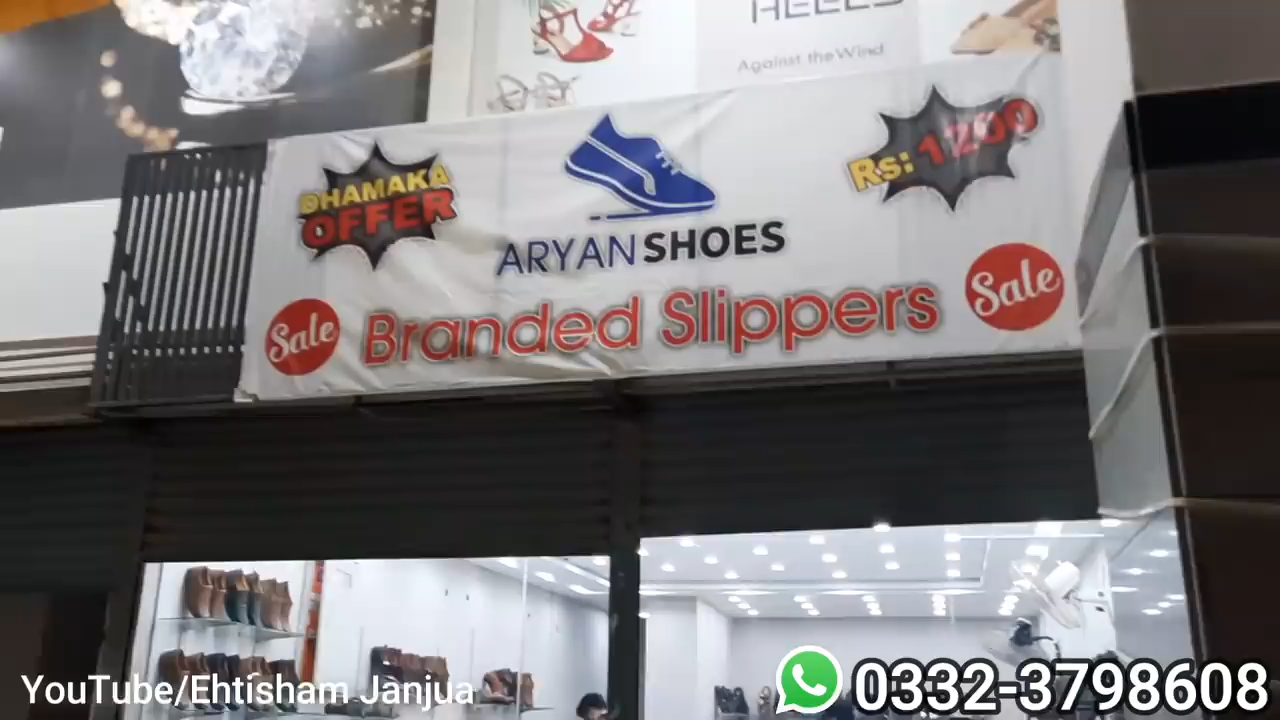 HEELS
Against the Wind
DHAMAKA
OFFER
Rs: 1200
ARYAN SHOES
Sale
Branded Slippers
Sale
YouTube/Ehtisham Janjua
0332-3798608